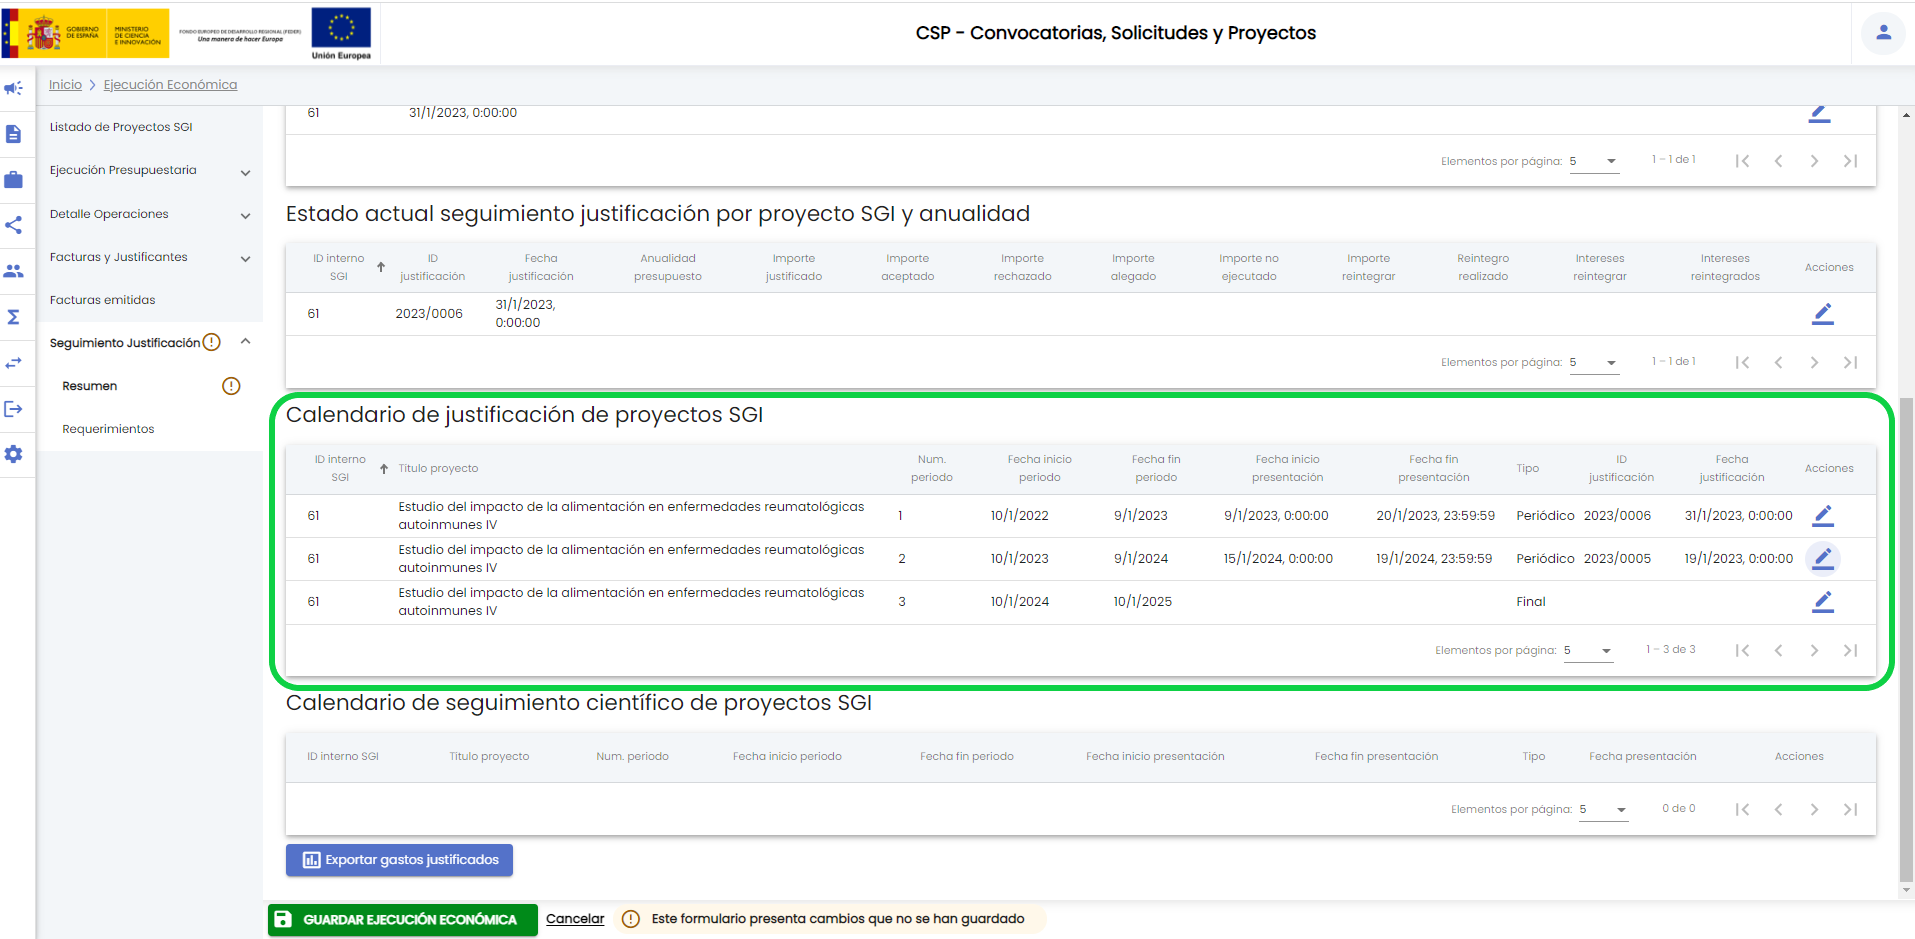 GOBIERNO
DE ESPAÑA
MINISTERIO
DE CIENCIA
E INNOVACIÓN
FONDO EUROPEO DE DESARROLLO REGIONAL (FEDER)
Una manera de hacer Europa
Unión Europea
CSP - Convocatorias, Solicitudes y Proyectos
Inicio > Ejecución Económica
Listado de Proyectos SGI
Ejecución Presupuestaria
Detalle Operaciones
Facturas y Justificantes
Facturas emitidas
Seguimiento Justificación
Resumen
Requerimientos
61 31/1/2023, 0:00:00
Elementos por página: 5 1 – 1 de 1
Estado actual seguimiento justificación por proyecto SGI y anualidad
ID interno SGI ID justificación Fecha justificación Anualidad presupuesto Importe justificado Importe aceptado Importe rechazado Importe alegado Importe no ejecutado Importe reintegrar Reintegro realizado Intereses reintegrar Intereses reintegrados Acciones
61 2023/0006 31/1/2023, 0:00:00
Elementos por página: 5 1 – 1 de 1
Calendario de justificación de proyectos SGI
ID interno SGI Título proyecto Num. periodo Fecha inicio periodo Fecha fin periodo Fecha inicio presentación Fecha fin presentación Tipo ID justificación Fecha justificación Acciones
61 Estudio del impacto de la alimentación en enfermedades reumatológicas autoinmunes IV 1 10/1/2022 9/1/2023 9/1/2023, 0:00:00 20/1/2023, 23:59:59 Periódico 2023/0006 31/1/2023, 0:00:00
61 Estudio del impacto de la alimentación en enfermedades reumatológicas autoinmunes IV 2 10/1/2023 9/1/2024 15/1/2024, 0:00:00 19/1/2024, 23:59:59 Periódico 2023/0005 19/1/2023, 0:00:00
61 Estudio del impacto de la alimentación en enfermedades reumatológicas autoinmunes IV 3 10/1/2024 10/1/2025 Final
Elementos por página: 5 1 – 3 de 3
Calendario de seguimiento científico de proyectos SGI
ID interno SGI Título proyecto Num. periodo Fecha inicio periodo Fecha fin periodo Fecha inicio presentación Fecha fin presentación Tipo Fecha presentación Acciones
Elementos por página: 5 0 de 0
Exportar gastos justificados
GUARDAR EJECUCIÓN ECONÓMICA Cancelar Este formulario presenta cambios que no se han guardado